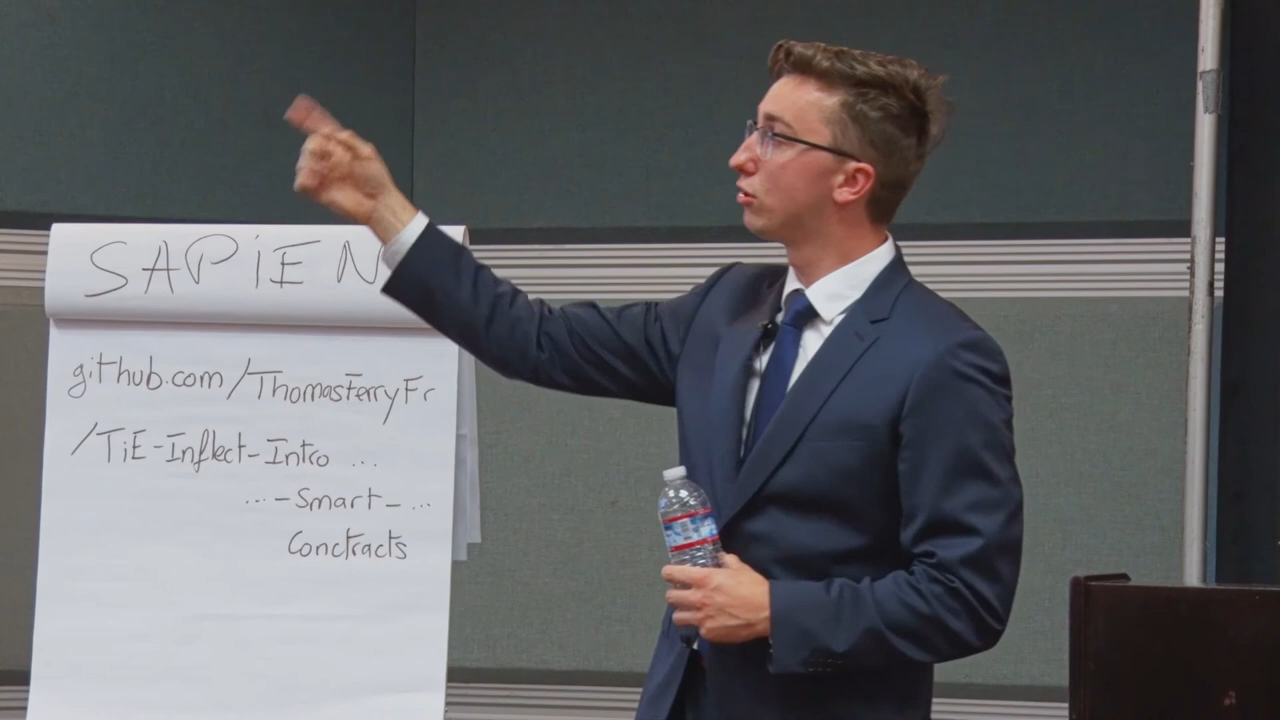 SAPiEN
github.com/ThomasFerryFr
/TiE-Inflect-Intro ...
...-Smart-...
Conctracts